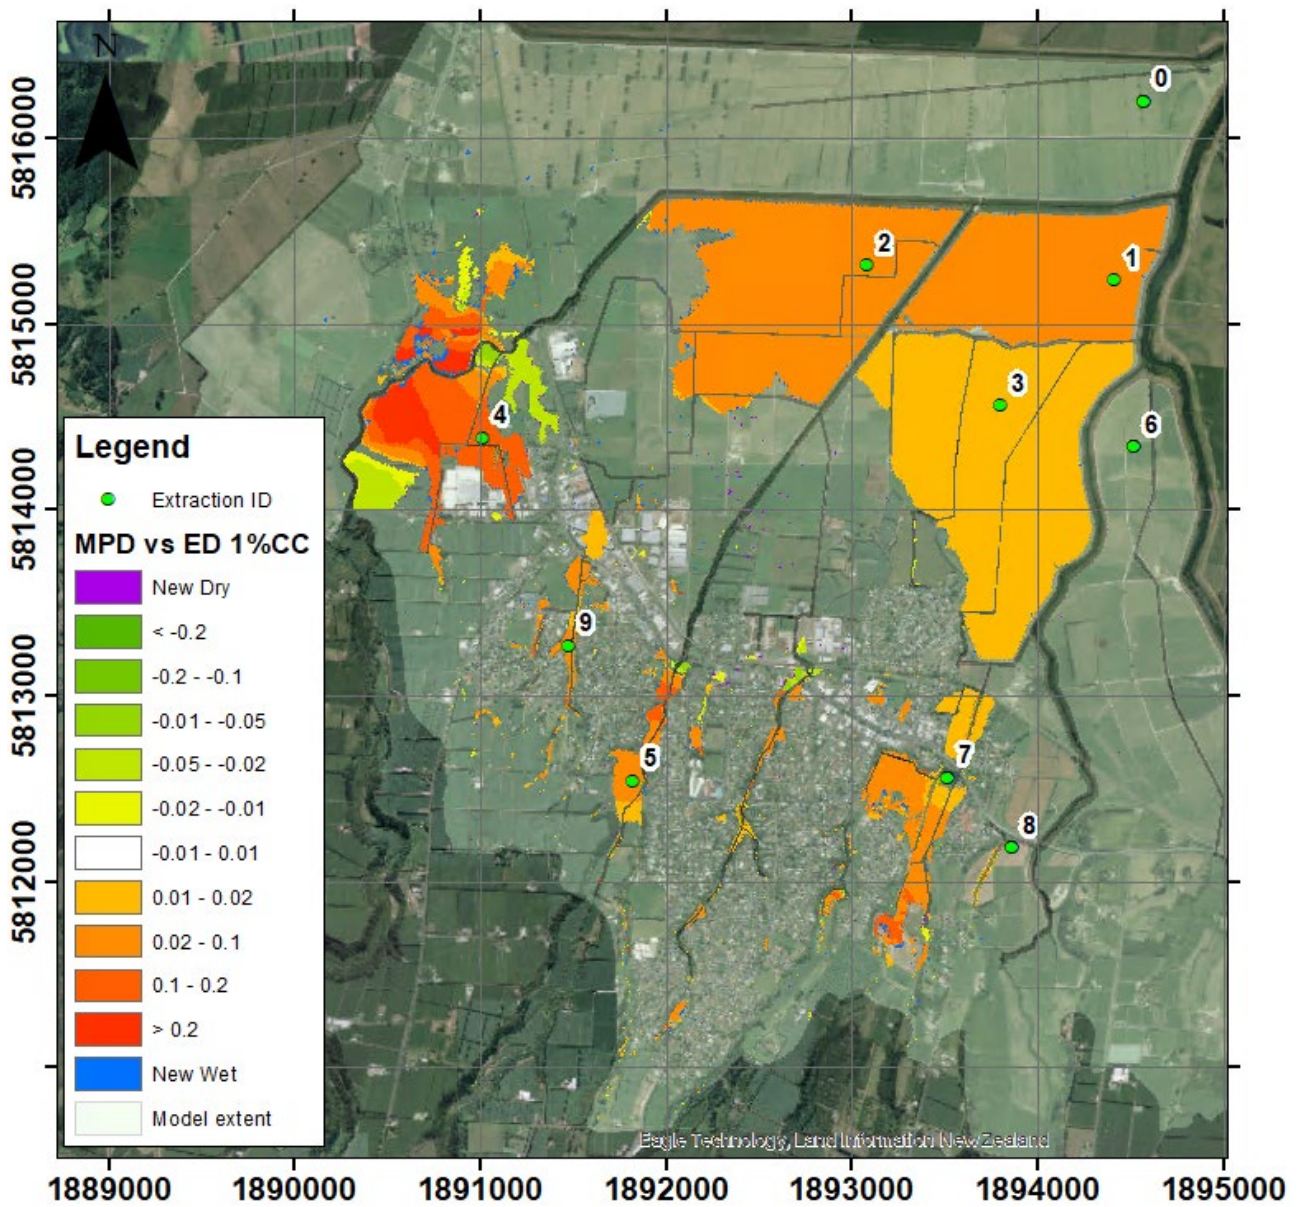 N
0
5816000
2
1
5815000
3
4
6
Legend
Extraction ID
5814000
MPD vs ED 1%CC
New Dry
< -0.2
9
-0.2 - -0.1
5813000
-0.01 - -0.05
5
7
-0.05 - -0.02
-0.02 - -0.01
8
-0.01 - 0.01
5812000
0.01 - 0.02
0.02 - 0.1
0.1 - 0.2
> 0.2
New Wet
Model extent
Eagle Technology, Land Information New Zealand
1889000 1890000 1891000 1892000 1893000 1894000 1895000